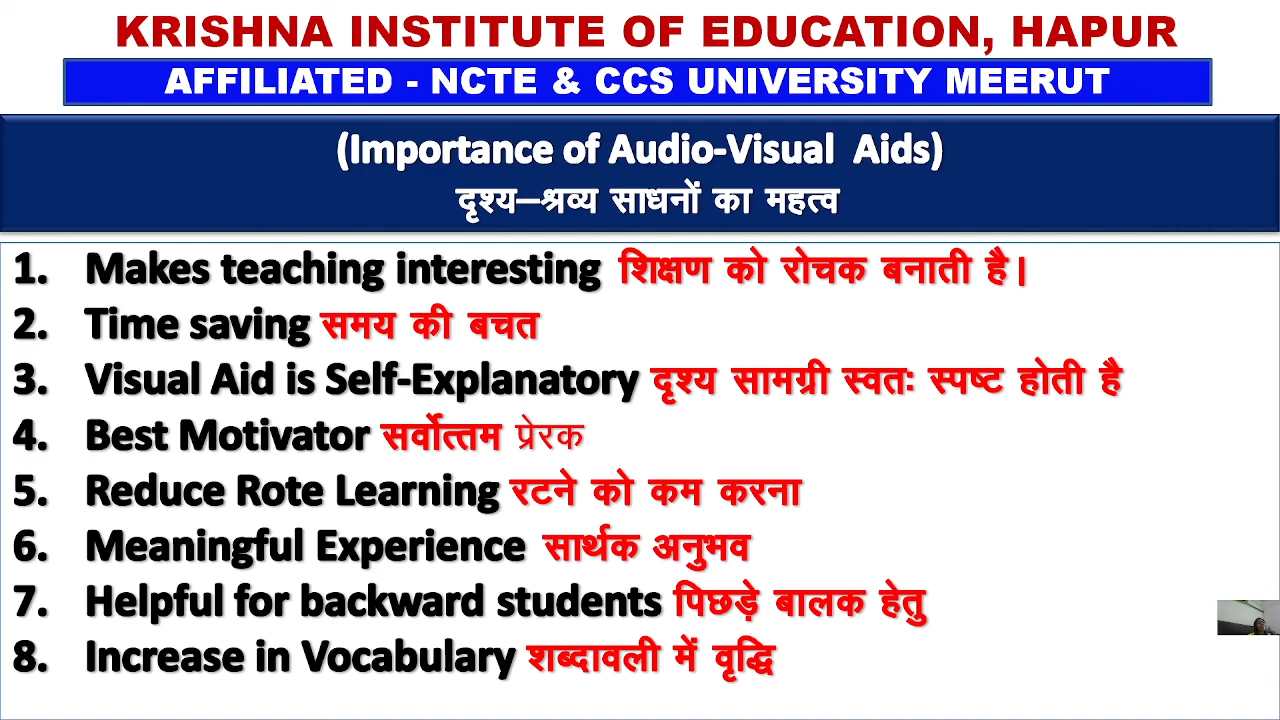 KRISHNA INSTITUTE OF EDUCATION, HAPUR
AFFILIATED - NCTE & CCS UNIVERSITY MEERUT
(Importance of Audio-Visual Aids)
दृश्य–श्रव्य साधनों का महत्व
1. Makes teaching interesting शिक्षण को रोचक बनाती है।
2. Time saving समय की बचत
3. Visual Aid is Self-Explanatory दृश्य सामग्री स्वतः स्पष्ट होती है
4. Best Motivator सर्वोत्तम प्रेरक
5. Reduce Rote Learning रटने को कम करना
6. Meaningful Experience सार्थक अनुभव
7. Helpful for backward students पिछड़े बालक हेतु
8. Increase in Vocabulary शब्दावली में वृद्धि